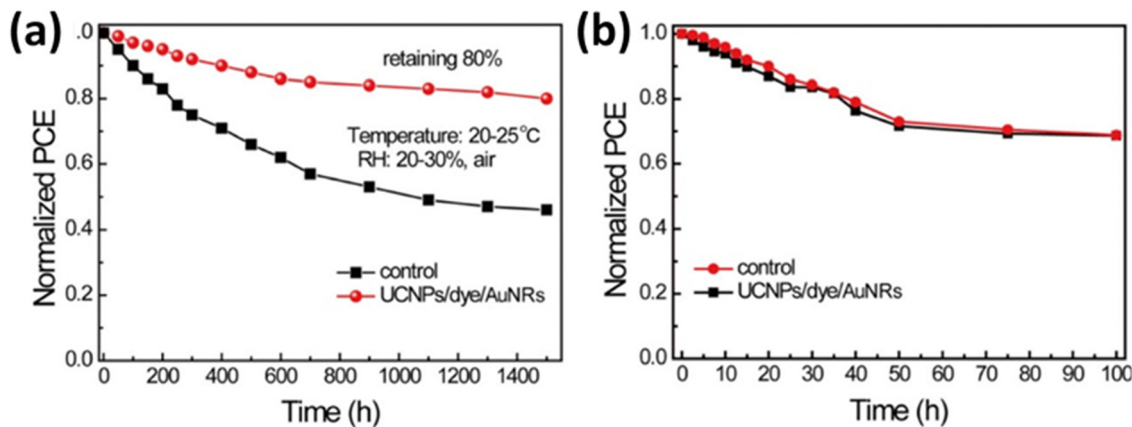 (a)
Normalized PCE
.0
0.8
0.6
0.4
0.2
0.0
retaining 80%
Temperature: 20-25°C
RH: 20-30%, air
control
UCNPs/dye/AuNRs
0 200 400 600 800 1000 1200 1400
Time (h)
(b)
Normalized PCE
1.0
0.8
0.6
0.4
0.2
0.0
control
UCNPs/dye/AuNRs
0 10 20 30 40 50 60 70 80 90 100
Time (h)